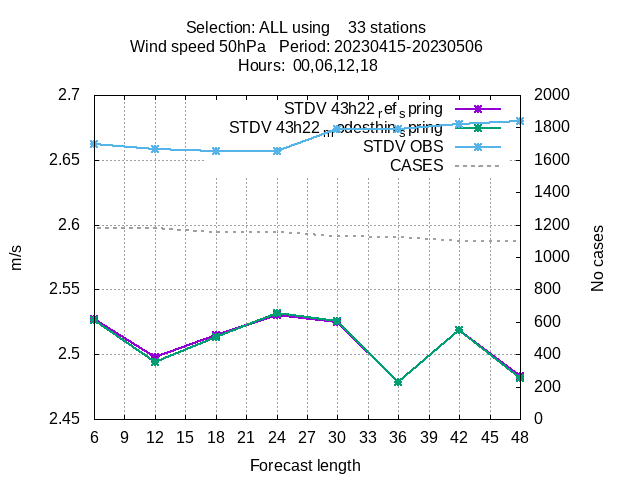 Selection: ALL using 33 stations
Wind speed 50hPa Period: 20230415-20230506
Hours: 00,06,12,18
2.7
2.65
2.6
2.55
2.5
2.45
m/s
2000
1800
1600
1400
1200
1000
800
600
400
200
0
No cases
STDV 43h22refspring
STDV 43h22modesthinspring
STDV OBS
CASES
6 9 12 15 18 21 24 27 30 33 36 39 42 45 48
Forecast length